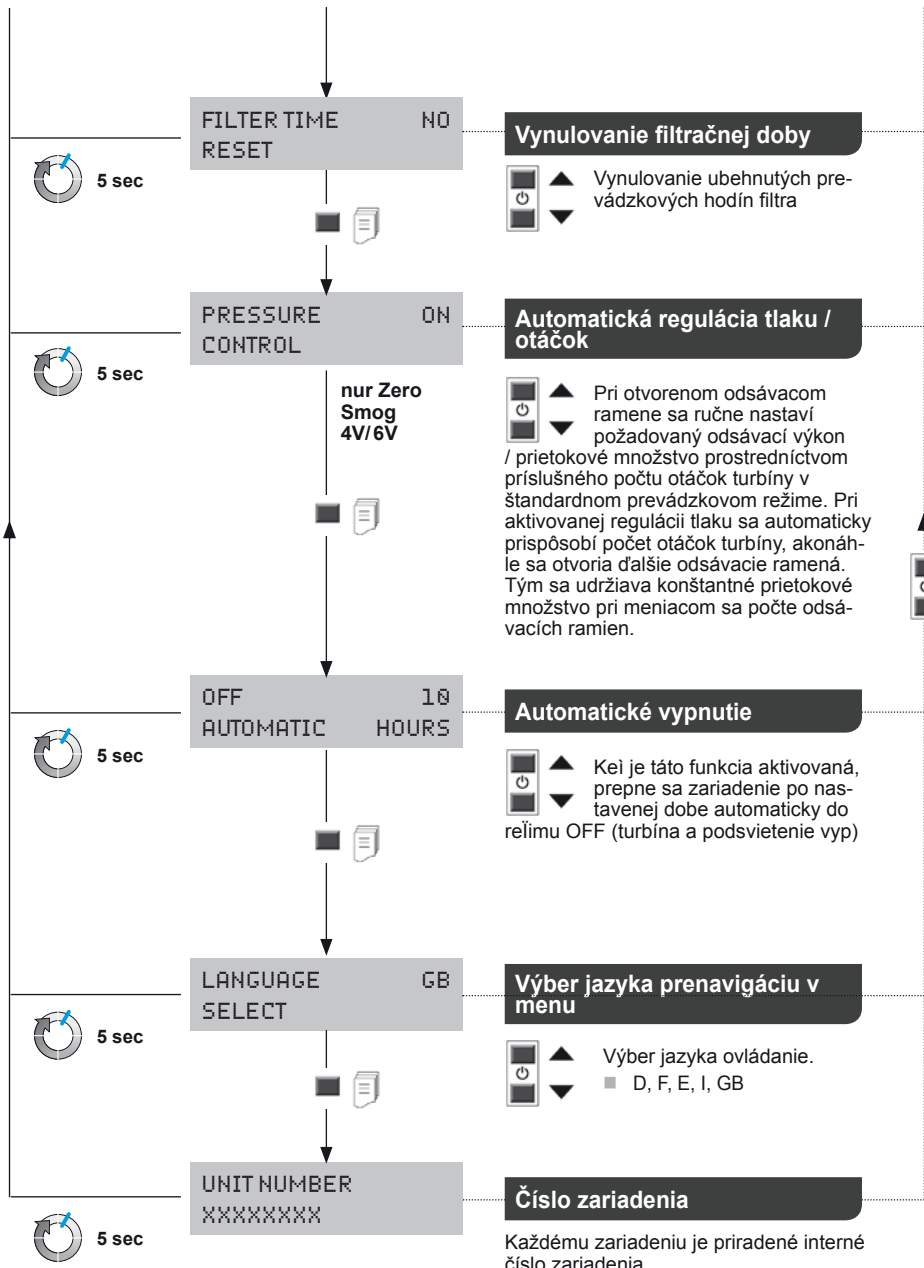 FILTER TIME NO
RESET
Vynulovanie filtračnej doby
5 sec
Vynulovanie ubehnutých pre-
vádzkových hodín filtra
PRESSURE ON
CONTROL
Automatická regulácia tlaku /
otáčok
5 sec
nur Zero
Smog
4V/6V
Pri otvorenom odsávacom
ramene sa ručne nastaví
požadovaný odsávací výkon
/ prietokové množstvo prostredníctvom
príslušného počtu otáčok turbíny v
štandardnom prevádzkovom režime. Pri
aktivovanej regulácii tlaku sa automaticky
prispôsobí počet otáčok turbíny, akonáh-
le sa otvoria ďalšie odsávacie ramená.
Tým sa udržiava konštantné prietokové
množstvo pri meniacom sa počte odsá-
vacích ramien.
OFF 10
AUTOMATIC HOURS
Automatické vypnutie
5 sec
Keì je táto funkcia aktivovaná,
prepne sa zariadenie po nas-
tavenej dobe automaticky do
reÏimu OFF (turbína a podsvietenie vyp)
LANGUAGE GB
SELECT
Výber jazyka prenavigáciu v
menu
5 sec
Výber jazyka ovládanie.
D, F, E, I, GB
UNIT NUMBER
XXXXXXXX
Číslo zariadenia
5 sec
Každému zariadeniu je priradené interné
číslo zariadenia